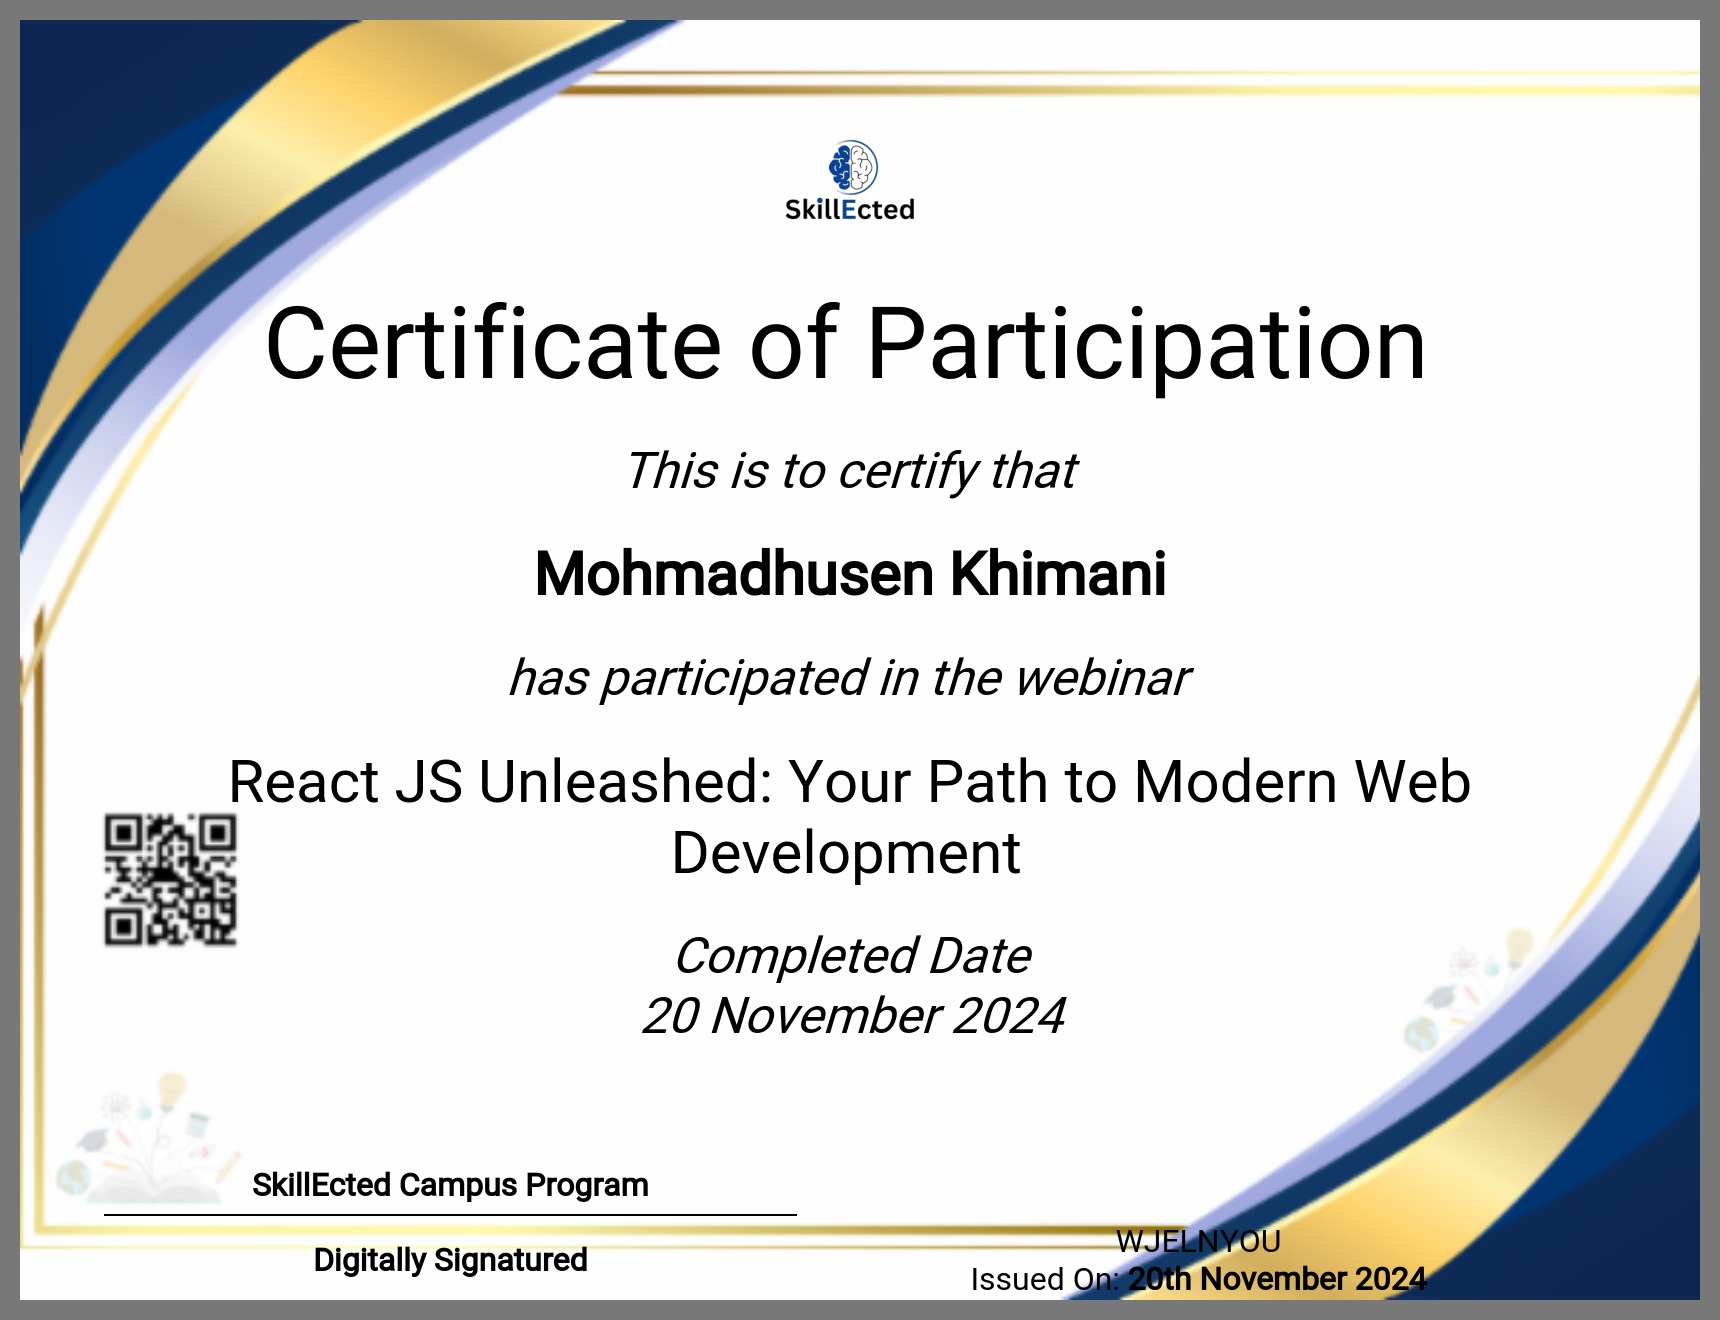 SkillEcted
Certificate of Participation
This is to certify that
Mohmadhusen Khimani
has participated in the webinar
React JS Unleashed: Your Path to Modern Web
Development
Completed Date
20 November 2024
SkillEcted Campus Program
Digitally Signatured
WJELNYOU
Issued On: 20th November 2024